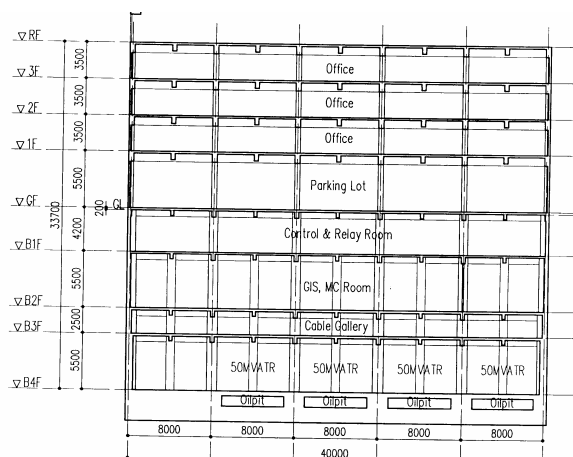 ▽ RF
3500
Office
▽ 3F
3500
Office
▽ 2F
3500
Office
▽ 1F
5500
Parking Lot
▽ GF
200
GL
33700
4200
Control & Relay Room
▽ B1F
5500
GIS, MC Room
▽ B2F
2500
Cable Gallery
▽ B3F
5500
50MVATR 50MVATR 50MVATR 50MVATR
▽ B4F
Oilpit Oilpit Oilpit Oilpit
8000 8000 8000 8000 8000
40000